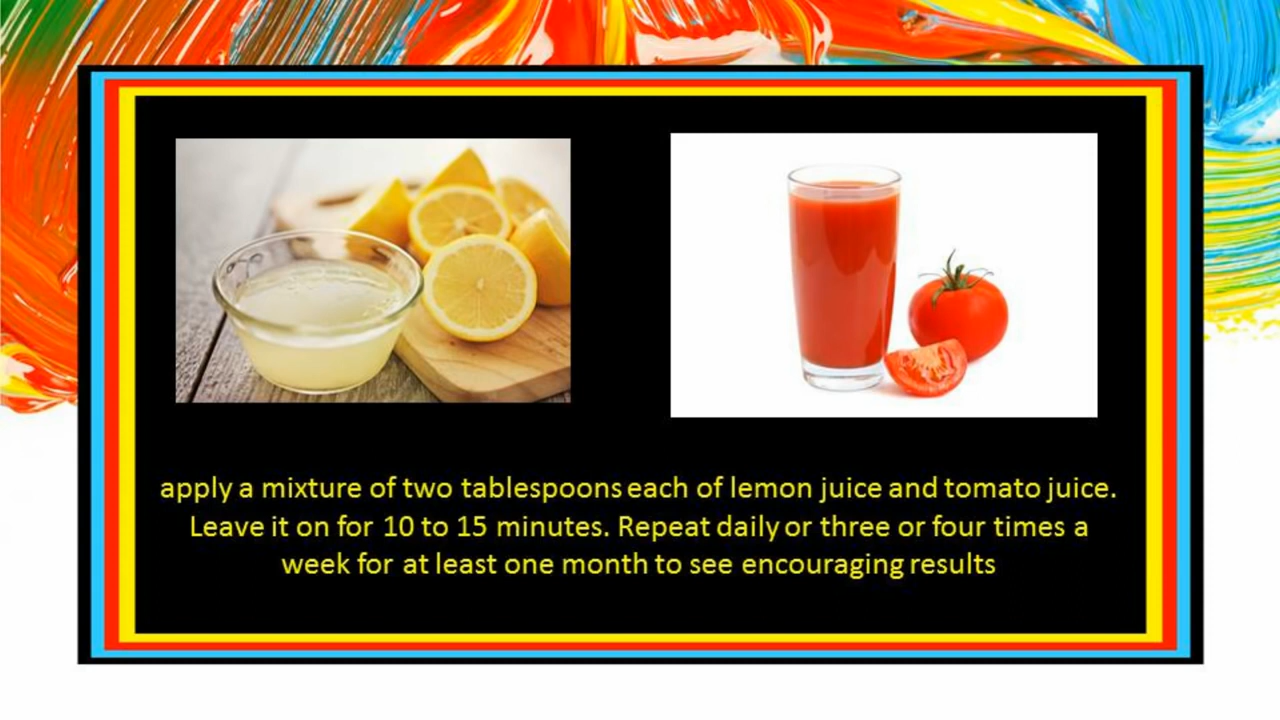 apply a mixture of two tablespoons each of lemon juice and tomato juice.
Leave it on for 10 to 15 minutes. Repeat daily or three or four times a
week for at least one month to see encouraging results